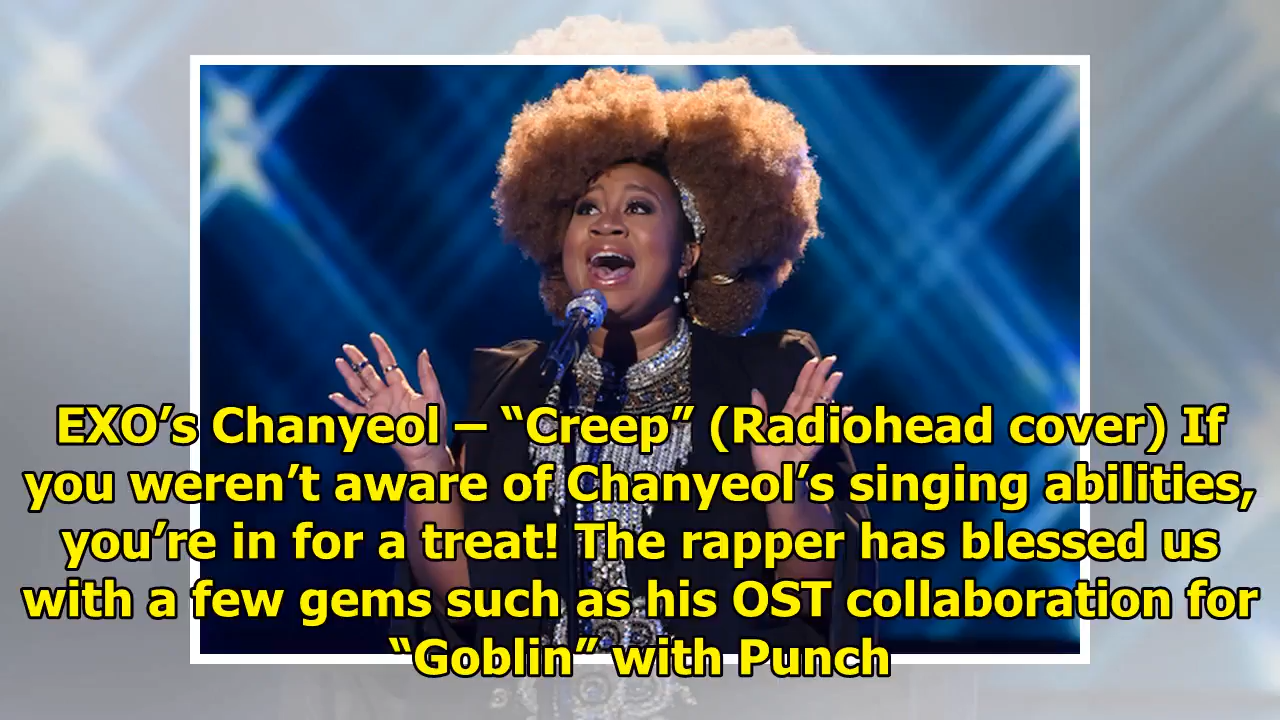 EXO’s Chanyeol – “Creep” (Radiohead cover) If
you weren’t aware of Chanyeol’s singing abilities,
you’re in for a treat! The rapper has blessed us
with a few gems such as his OST collaboration for
“Goblin” with Punch